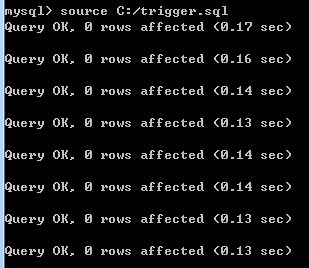 mysql> source C:/trigger.sql
Query OK, 0 rows affected (0.17 sec)
Query OK, 0 rows affected (0.16 sec)
Query OK, 0 rows affected (0.14 sec)
Query OK, 0 rows affected (0.13 sec)
Query OK, 0 rows affected (0.14 sec)
Query OK, 0 rows affected (0.14 sec)
Query OK, 0 rows affected (0.13 sec)
Query OK, 0 rows affected (0.13 sec)